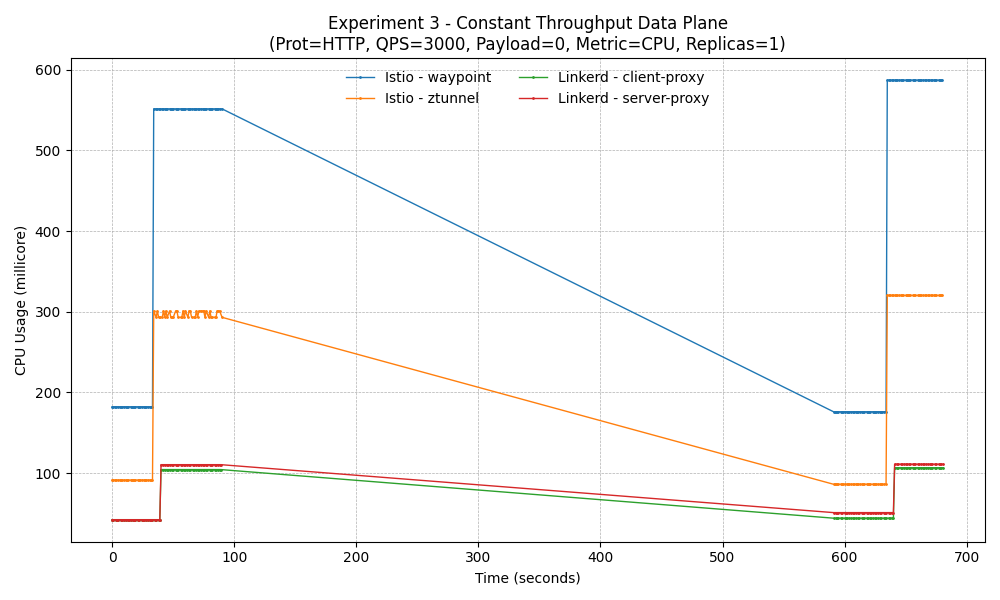 Experiment 3 - Constant Throughput Data Plane
(Prot=HTTP, QPS=3000, Payload=0, Metric=CPU, Replicas=1)
Istio - waypoint
Istio - ztunnel
Linkerd - client-proxy
Linkerd - server-proxy
CPU Usage (millicore)
600
500
400
300
200
100
0 100 200 300 400 500 600 700
Time (seconds)